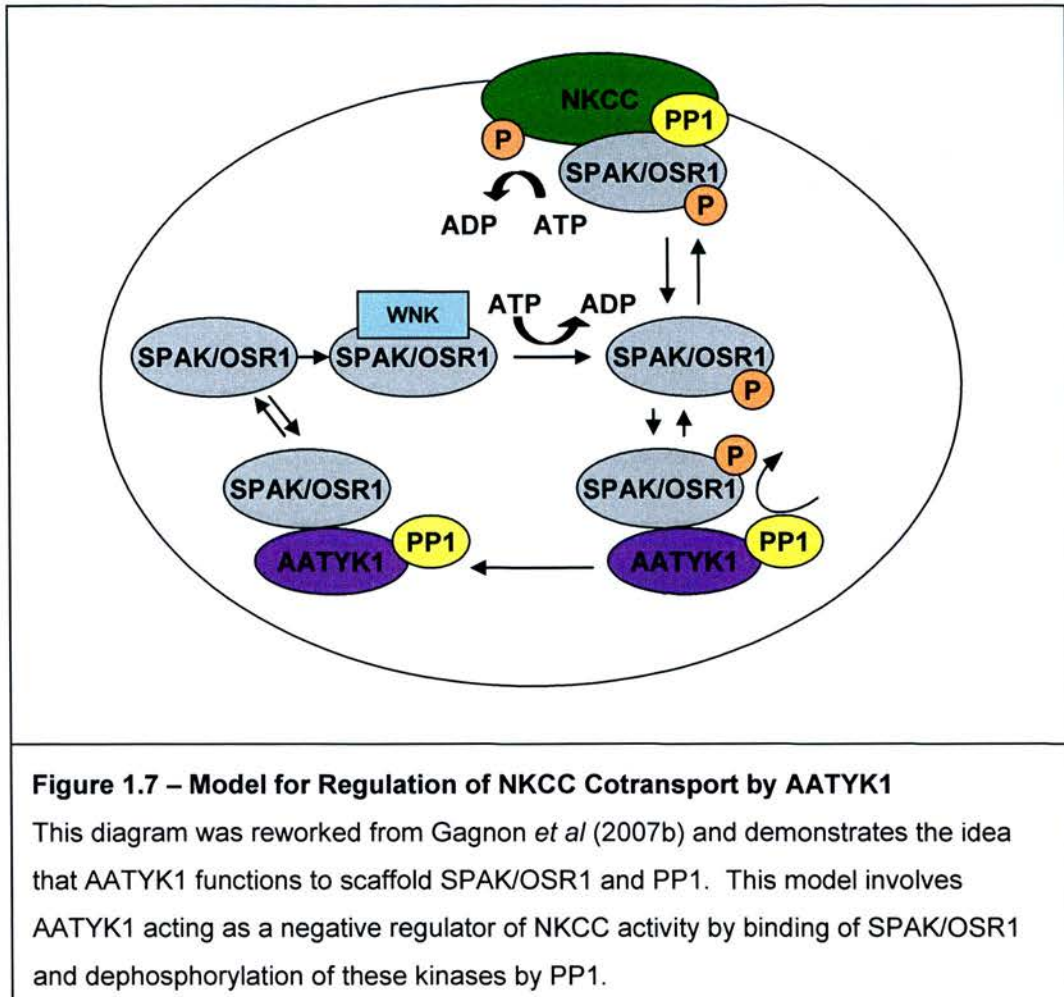 NKCC
PP1
P
SPAK/OSR1
P
ADP ATP
ATP ADP
WNK
SPAK/OSR1 SPAK/OSR1 SPAK/OSR1
P
P
SPAK/OSR1 SPAK/OSR1
PP1 PP1
AATYK1 AATYK1
Figure 1.7 – Model for Regulation of NKCC Cotransport by AATYK1
This diagram was reworked from Gagnon et al (2007b) and demonstrates the idea
that AATYK1 functions to scaffold SPAK/OSR1 and PP1. This model involves
AATYK1 acting as a negative regulator of NKCC activity by binding of SPAK/OSR1
and dephosphorylation of these kinases by PP1.